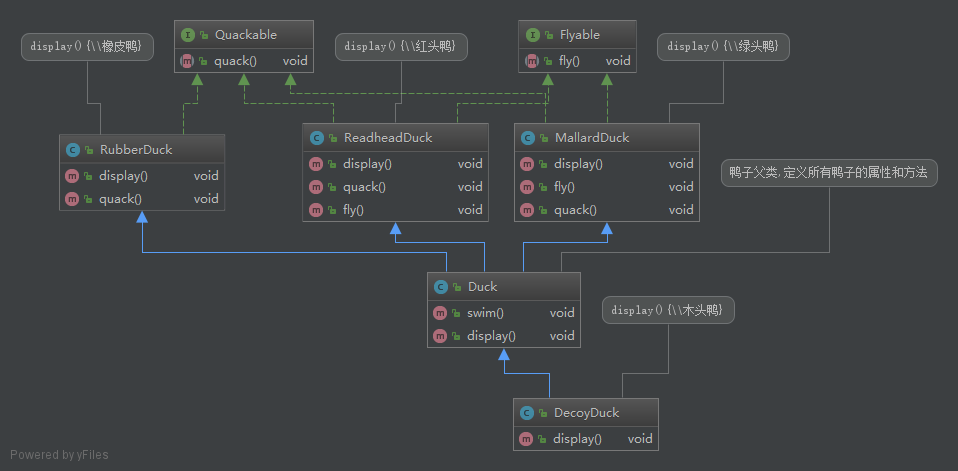 display() {\\橡皮鸭}
Quackable
quack() void
display() {\\红头鸭}
Flyable
fly() void
display() {\\绿头鸭}
RubberDuck
display() void
quack() void
ReadheadDuck
display() void
quack() void
fly() void
MallardDuck
display() void
fly() void
quack() void
鸭子父类, 定义所有鸭子的属性和方法
Duck
swim() void
display() void
display() {\\木头鸭}
DecoyDuck
display() void
Powered by yFiles